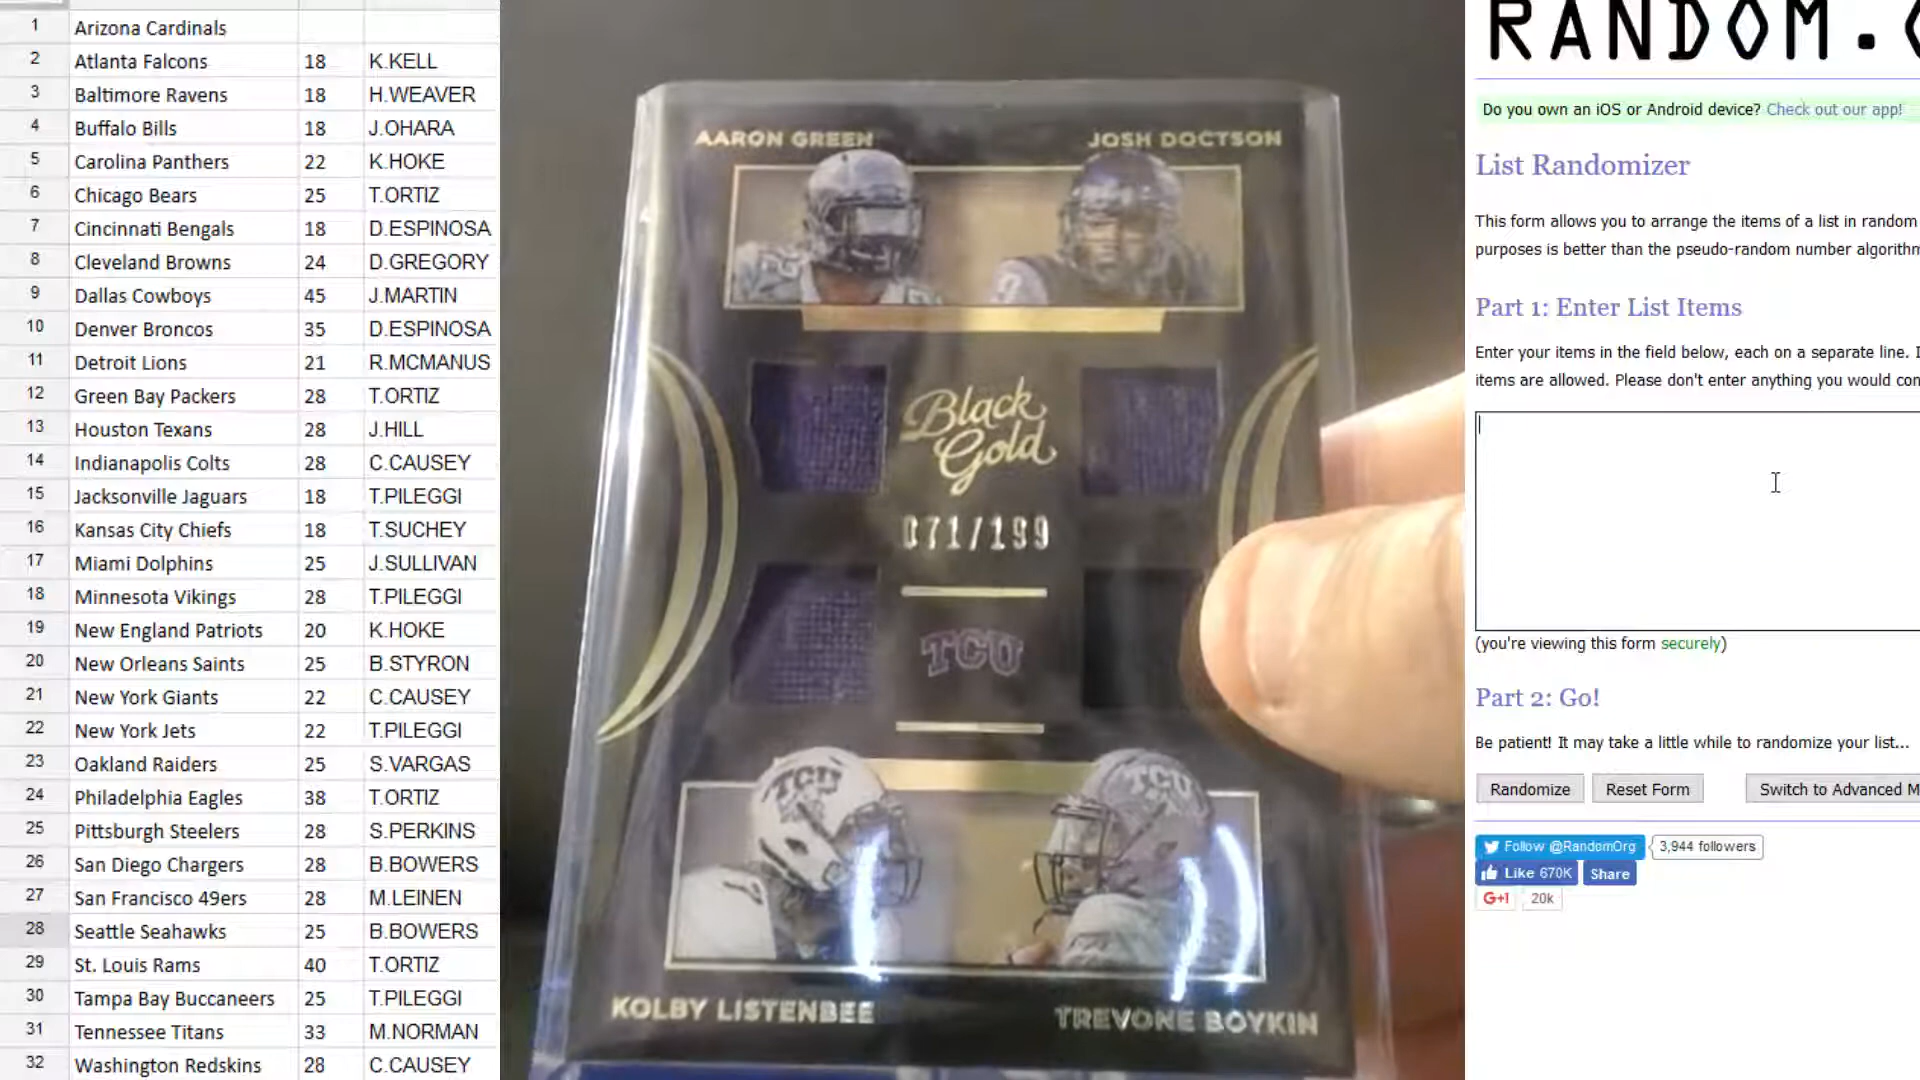 1 Arizona Cardinals
2 Atlanta Falcons 18 K.KELL
3 Baltimore Ravens 18 H.WEAVER
4 Buffalo Bills 18 J.OHARA
5 Carolina Panthers 22 K.HOKE
6 Chicago Bears 25 T.ORTIZ
7 Cincinnati Bengals 18 D.ESPINOSA
8 Cleveland Browns 24 D.GREGORY
9 Dallas Cowboys 45 J.MARTIN
10 Denver Broncos 35 D.ESPINOSA
11 Detroit Lions 21 R.MCMANUS
12 Green Bay Packers 28 T.ORTIZ
13 Houston Texans 28 J.HILL
14 Indianapolis Colts 28 C.CAUSEY
15 Jacksonville Jaguars 18 T.PILEGGI
16 Kansas City Chiefs 18 T.SUCHEY
17 Miami Dolphins 25 J.SULLIVAN
18 Minnesota Vikings 28 T.PILEGGI
19 New England Patriots 20 K.HOKE
20 New Orleans Saints 25 B.STYRON
21 New York Giants 22 C.CAUSEY
22 New York Jets 22 T.PILEGGI
23 Oakland Raiders 25 S.VARGAS
24 Philadelphia Eagles 38 T.ORTIZ
25 Pittsburgh Steelers 28 S.PERKINS
26 San Diego Chargers 28 B.BOWERS
27 San Francisco 49ers 28 M.LEINEN
28 Seattle Seahawks 25 B.BOWERS
29 St. Louis Rams 40 T.ORTIZ
30 Tampa Bay Buccaneers 25 T.PILEGGI
31 Tennessee Titans 33 M.NORMAN
32 Washington Redskins 28 C.CAUSEY
AARON GREEN JOSH DOCTSON
Black
Gold
071/199
TCU
TCU TCU
KOLBY LISTENBEE TREVONE BOYKIN
RANDOM.
Do you own an iOS or Android device? Check out our app!
List Randomizer
This form allows you to arrange the items of a list in random
purposes is better than the pseudo-random number algorithm
Part 1: Enter List Items
Enter your items in the field below, each on a separate line.
items are allowed. Please don't enter anything you would
(you're viewing this form securely)
Part 2: Go!
Be patient! It may take a little while to randomize your list...
Randomize Reset Form Switch to Advanced M
Follow @RandomOrg 3,944 followers
Like 670K Share
G+1 20k